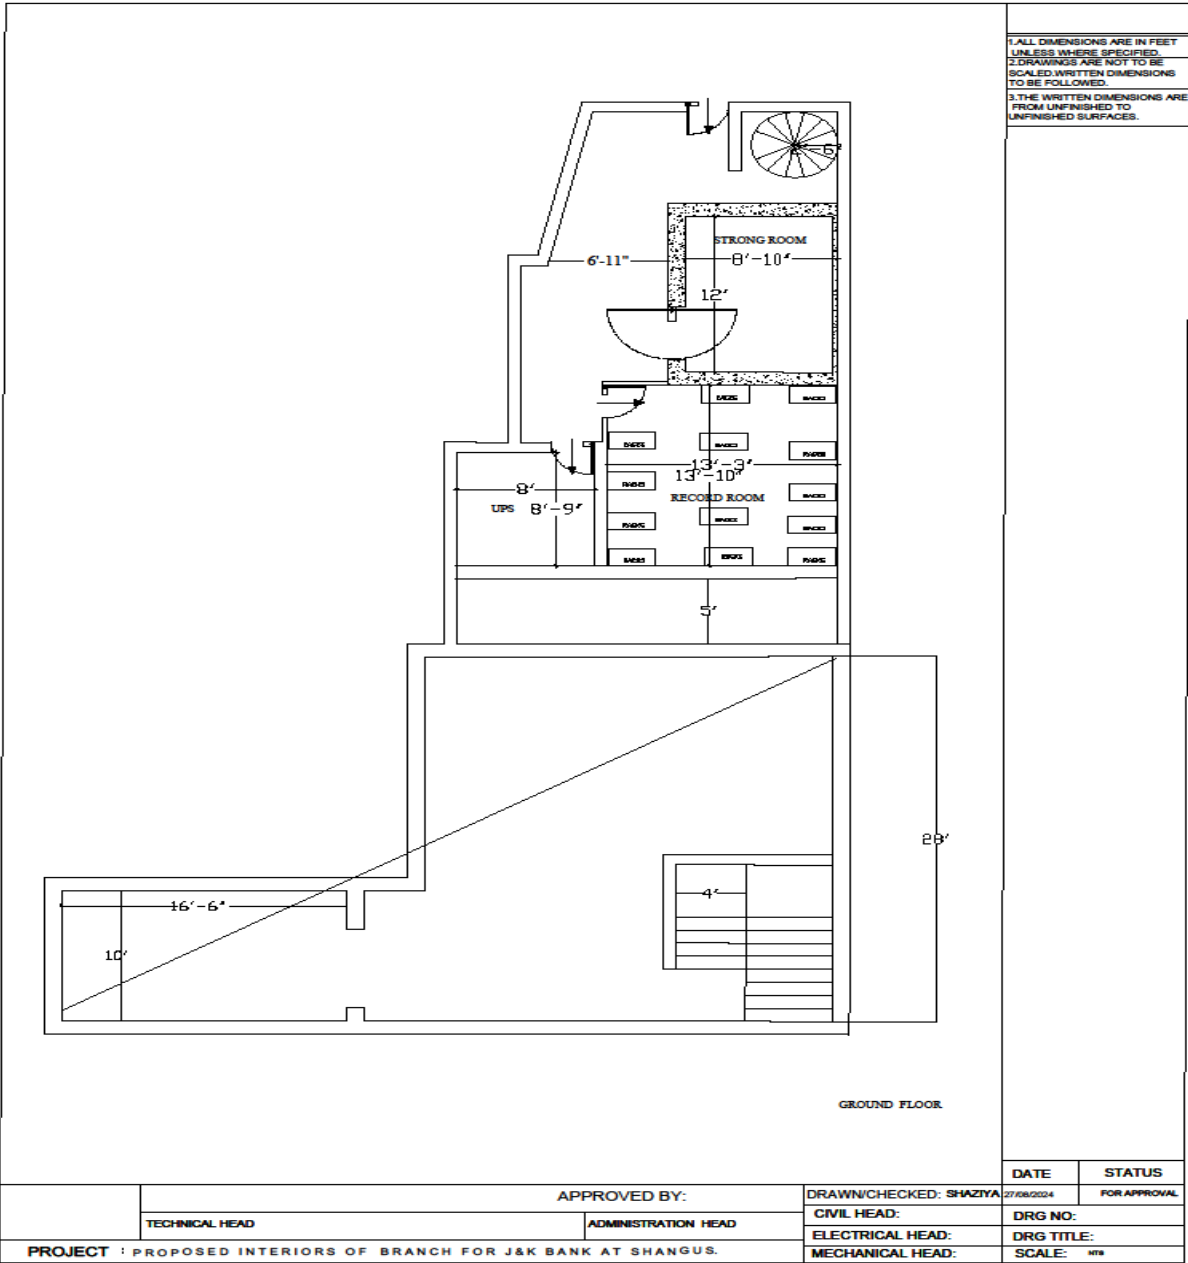 1.ALL DIMENSIONS ARE IN FEET
UNLESS WHERE SPECIFIED.
2.DRAWINGS ARE NOT TO BE
SCALED.WRITTEN DIMENSIONS
TO BE FOLLOWED.
3.THE WRITTEN DIMENSIONS ARE
FROM UNFINISHED TO
UNFINISHED SURFACES.
STRONG ROOM
6'-11"
8'-10"
12'
13'-3"
13'-10"
8'
RECORD ROOM
UPS 8'-9"
5'
28'
4'
16'-6"
10'
GROUND FLOOR
DATE STATUS
APPROVED BY:
DRAWN/CHECKED: SHAZIYA
27/08/2024
FOR APPROVAL
CIVIL HEAD:
DRG NO:
TECHNICAL HEAD
ADMINISTRATION HEAD
ELECTRICAL HEAD:
DRG TITLE:
PROJECT : PROPOSED INTERIORS OF BRANCH FOR J&K BANK AT SHANGUS.
MECHANICAL HEAD:
SCALE: NTS